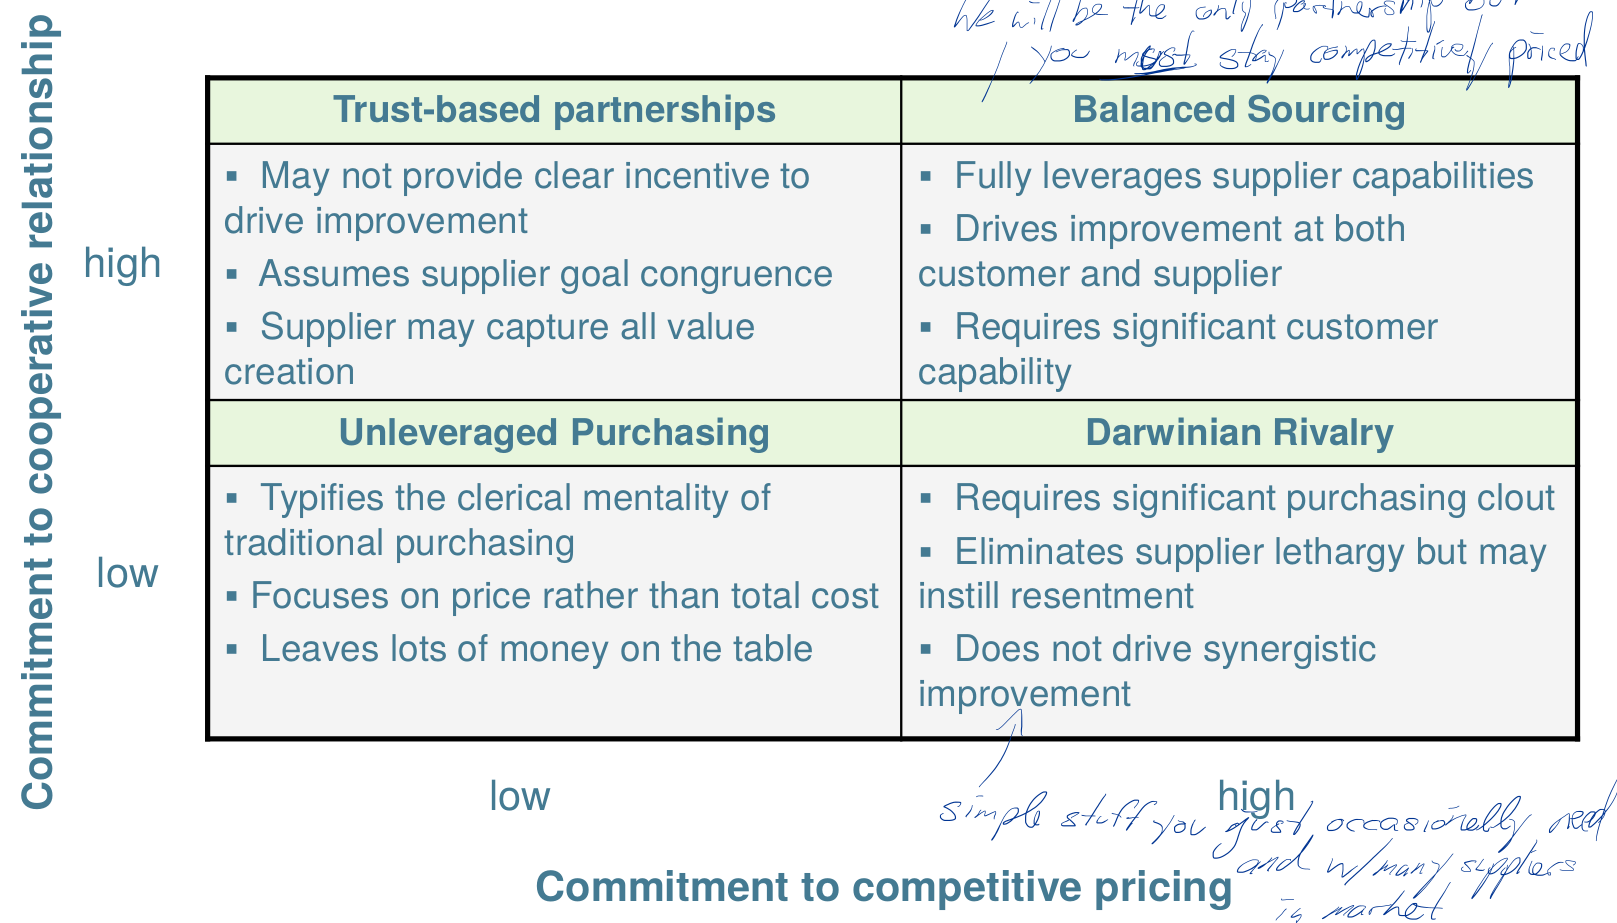 We will be the only partnership but
you must stay competitively priced
Commitment to cooperative relationship
high
low
Trust-based partnerships
▪ May not provide clear incentive to
drive improvement
▪ Assumes supplier goal congruence
▪ Supplier may capture all value
creation
Balanced Sourcing
▪ Fully leverages supplier capabilities
▪ Drives improvement at both
customer and supplier
▪ Requires significant customer
capability
Unleveraged Purchasing
▪ Typifies the clerical mentality of
traditional purchasing
▪ Focuses on price rather than total cost
▪ Leaves lots of money on the table
Darwinian Rivalry
▪ Requires significant purchasing clout
▪ Eliminates supplier lethargy but may
instill resentment
▪ Does not drive synergistic
improvement
low
high
simple stuff you just occasionally need
and w/ many suppliers
in market
Commitment to competitive pricing